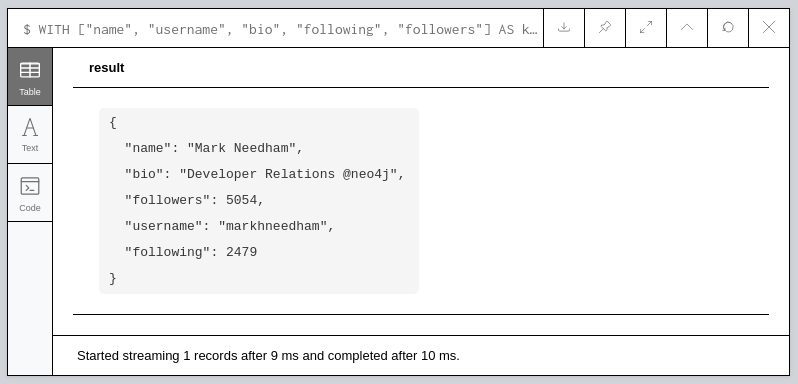 $ WITH ["name", "username", "bio", "following", "followers"] AS k…
Table
Text
Code
result
{
"name": "Mark Needham",
"bio": "Developer Relations @neo4j",
"followers": 5054,
"username": "markhneedham",
"following": 2479
}
Started streaming 1 records after 9 ms and completed after 10 ms.